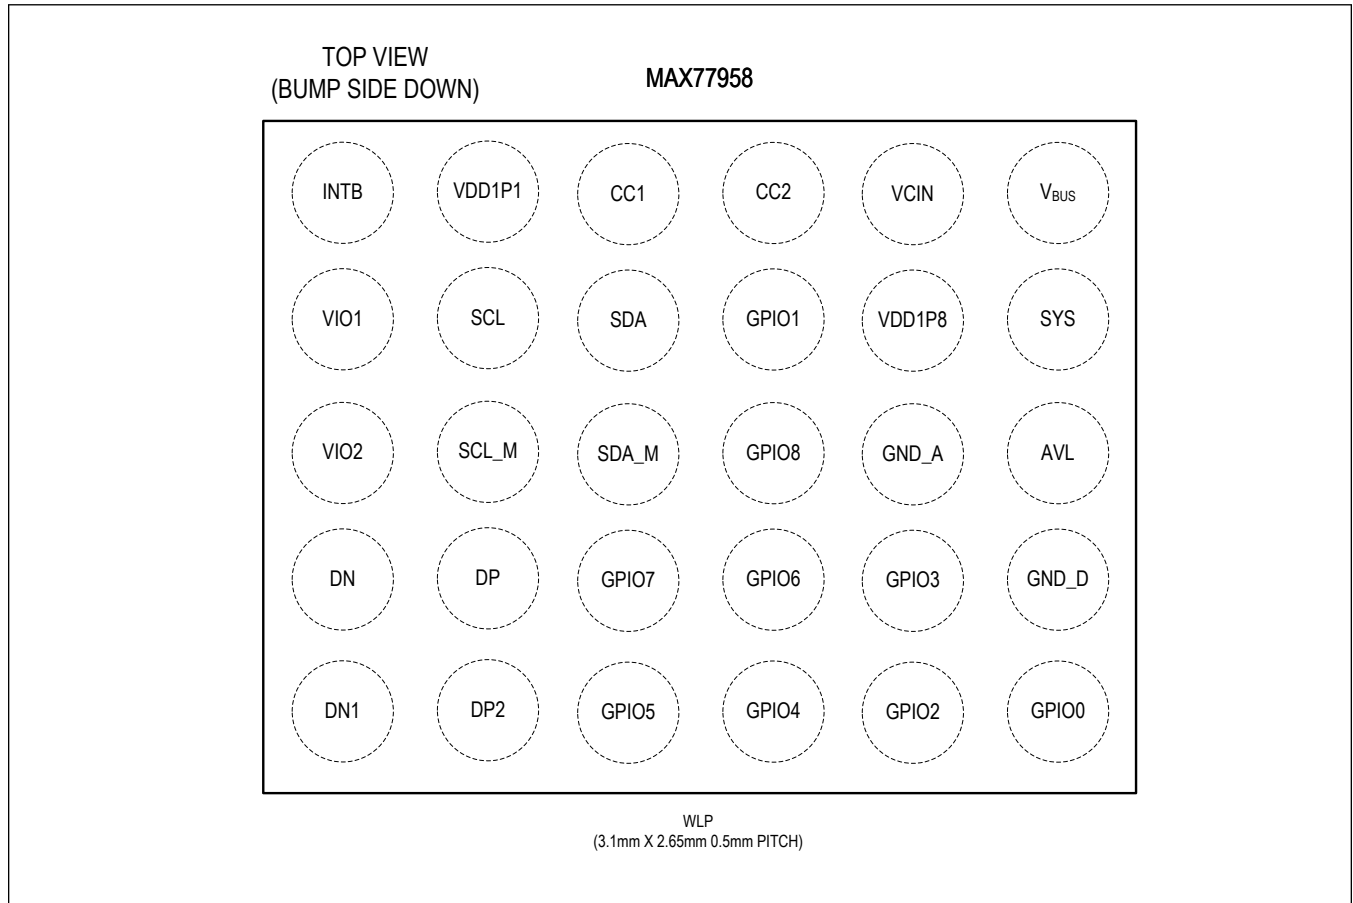 TOP VIEW
(BUMP SIDE DOWN)
MAX77958
INTB VDD1P1 CC1 CC2 VCIN VBUS
VIO1 SCL SDA GPIO1 VDD1P8 SYS
VIO2 SCL_M SDA_M GPIO8 GND_A AVL
DN DP GPIO7 GPIO6 GPIO3 GND_D
DN1 DP2 GPIO5 GPIO4 GPIO2 GPIO0
WLP
(3.1mm X 2.65mm 0.5mm PITCH)